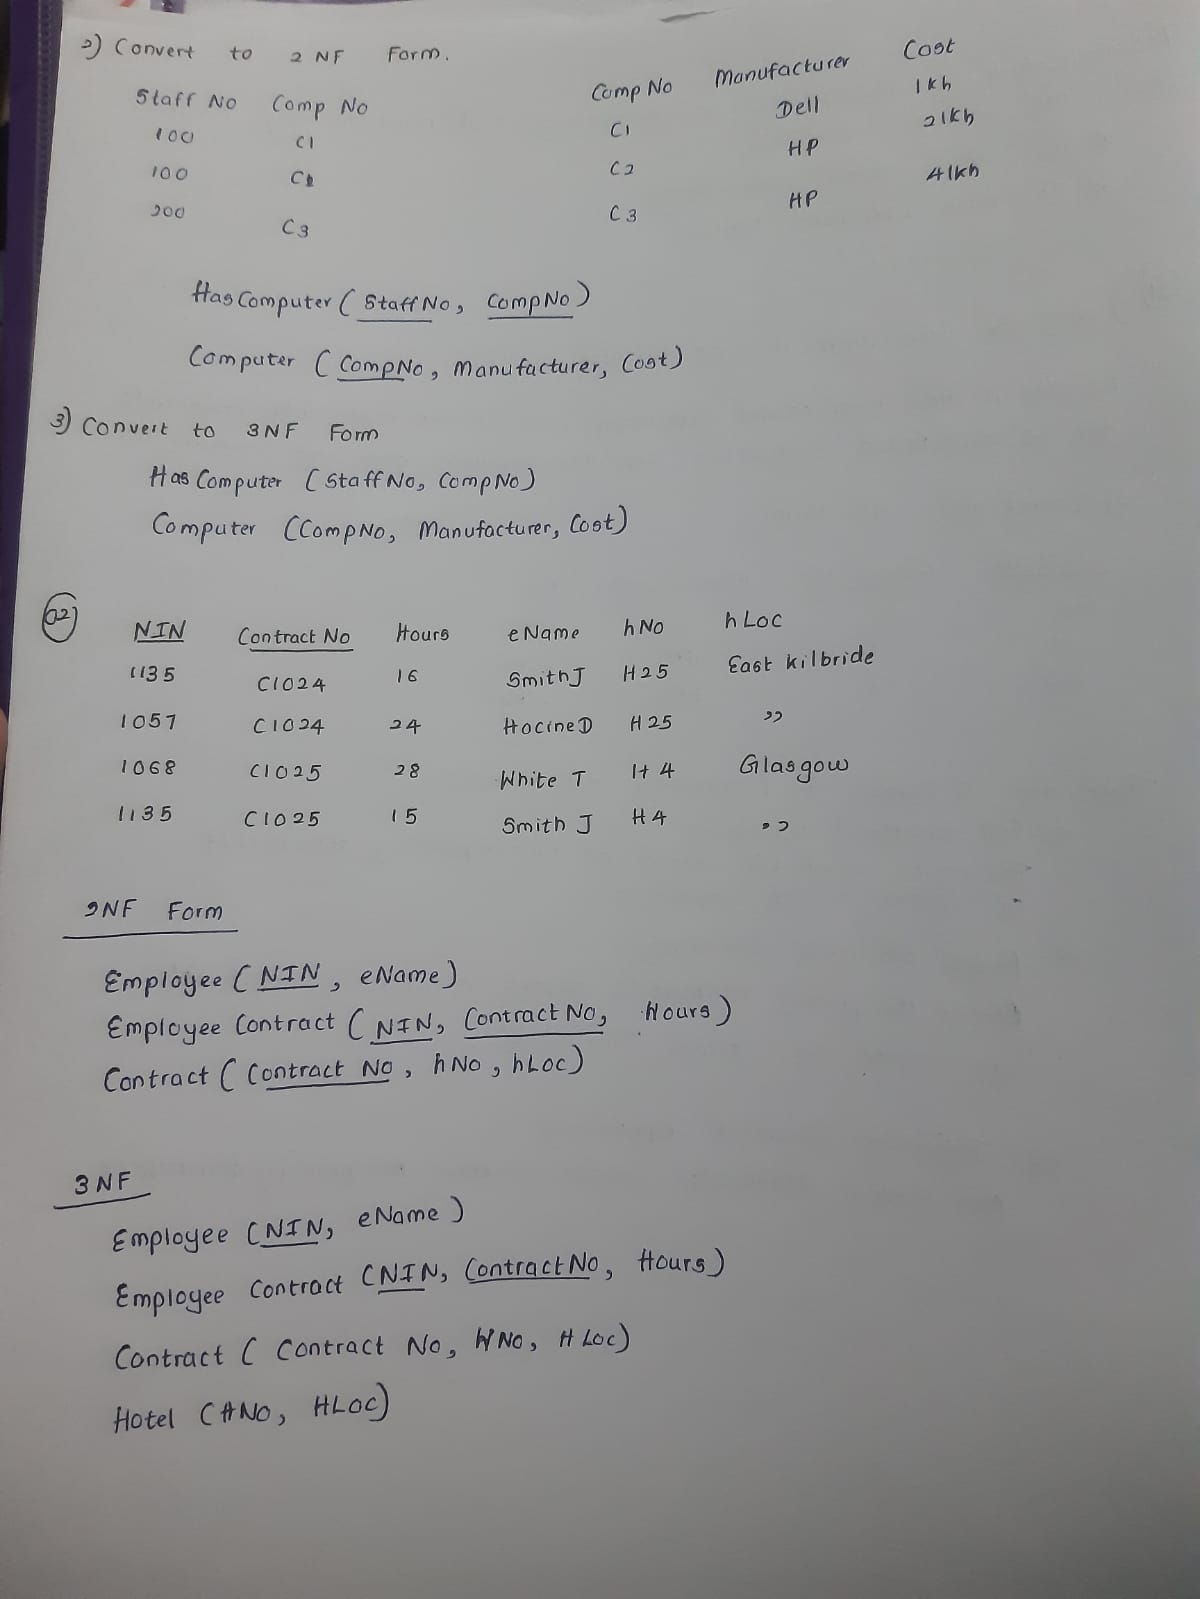 2) Convert to 2 NF Form.
Staff No Comp No
100 C1
100
200 C3
Comp No Manufacturer Cost
C1 Dell 1kh
C2 HP 21kh
C3 HP 41kh
Has Computer ( Staff No, CompNo )
Computer ( CompNo, Manufacturer, Cost )
3) Convert to 3NF Form
Has Computer ( Staff No, Comp No )
Computer ( CompNo, Manufacturer, Cost )
Q2)
NIN Contract No Hours eName hNo hLoc
1135 C1024 16 Smith J H25 East kilbride
1057 C1024 24 Hocine D H25 "
1068 C1025 28 White T H4 Glasgow
1135 C1025 15 Smith J H4 "
2NF Form
Employee ( NIN, eName )
Employee Contract ( NIN, Contract No, Hours )
Contract ( Contract No, hNo, hLoc )
3NF
Employee ( NIN, eName )
Employee Contract ( NIN, Contract No, Hours )
Contract ( Contract No, HNo, H Loc )
Hotel ( HNo, HLoc )